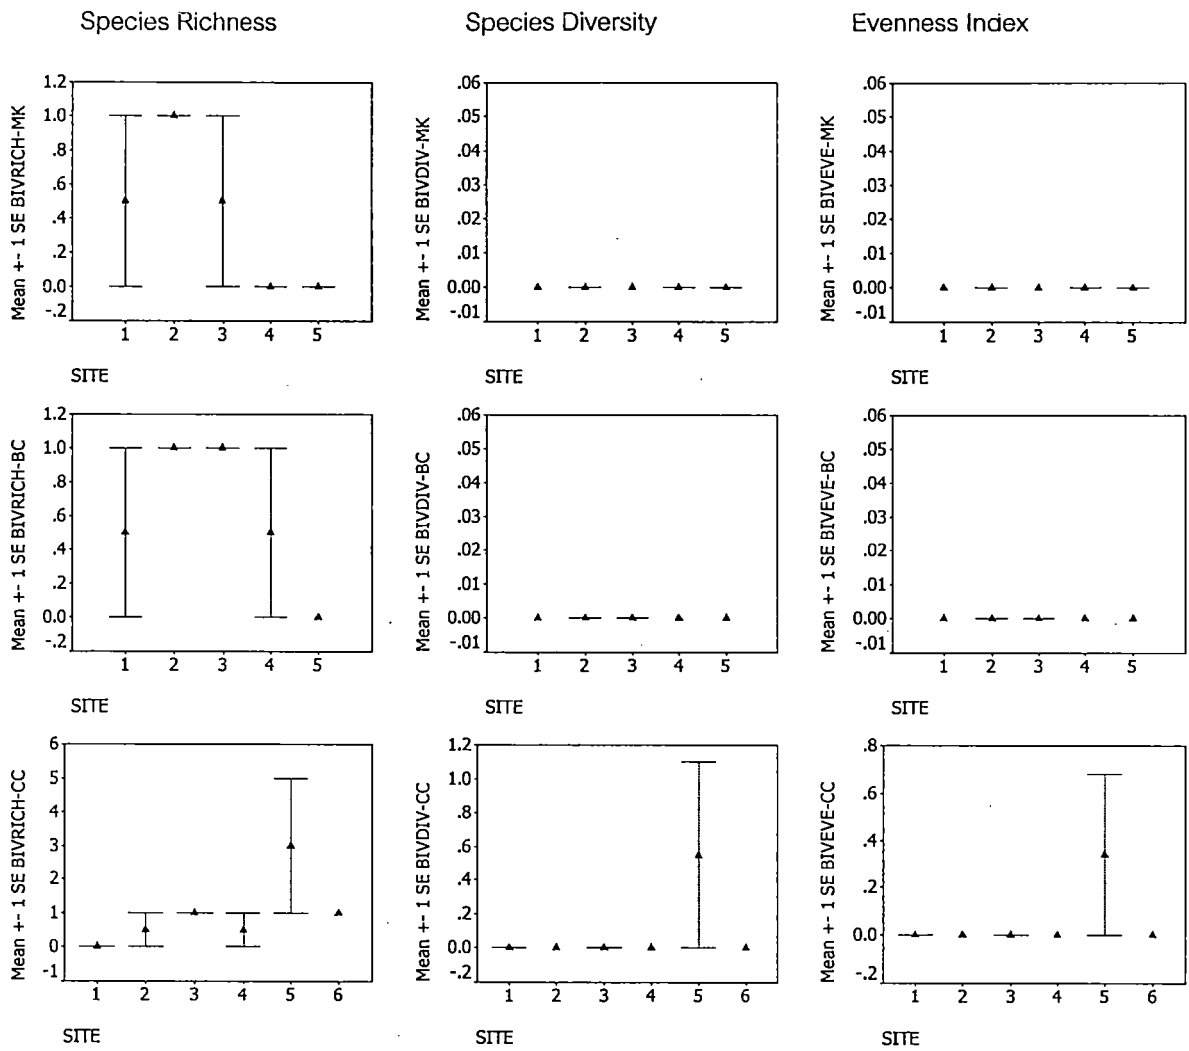 Species Richness
Species Diversity
Evenness Index
Mean +- 1 SE BIVRICH-MK
1.2
1.0
.8
.6
.4
.2
0.0
-.2
1 2 3 4 5
SITE
Mean +- 1 SE BIVDIV-MK
.06
.05
.04
.03
.02
.01
0.00
-.01
1 2 3 4 5
SITE
Mean +- 1 SE BIVEVE-MK
.06
.05
.04
.03
.02
.01
0.00
-.01
1 2 3 4 5
SITE
Mean +- 1 SE BIVRICH-BC
1.2
1.0
.8
.6
.4
.2
0.0
-.2
1 2 3 4 5
SITE
Mean +- 1 SE BIVDIV-BC
.06
.05
.04
.03
.02
.01
0.00
-.01
1 2 3 4 5
SITE
Mean +- 1 SE BIVEVE-BC
.06
.05
.04
.03
.02
.01
0.00
-.01
1 2 3 4 5
SITE
Mean +- 1 SE BIVRICH-CC
6
5
4
3
2
1
0
-1
1 2 3 4 5 6
SITE
Mean +- 1 SE BIVDIV-CC
1.2
1.0
.8
.6
.4
.2
0.0
-.2
1 2 3 4 5 6
SITE
Mean +- 1 SE BIVEVE-CC
.8
.6
.4
.2
0.0
-.2
1 2 3 4 5 6
SITE